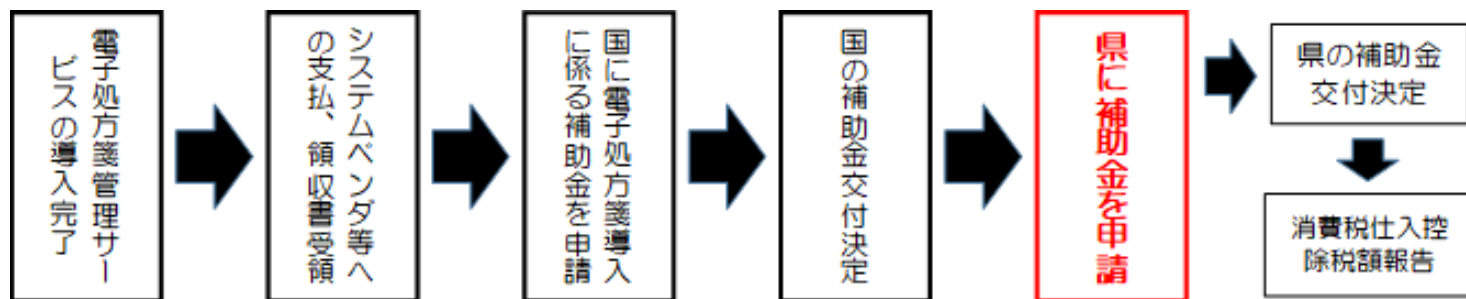 電子処方箋管理サー
ビスの導入完了
システムベンダ等へ
の支払、領収書受領
国に電子処方箋導入
に係る補助金を申請
国の補助金交付決定
県に補助金を申請
県の補助金
交付決定
消費税仕入控
除税額報告